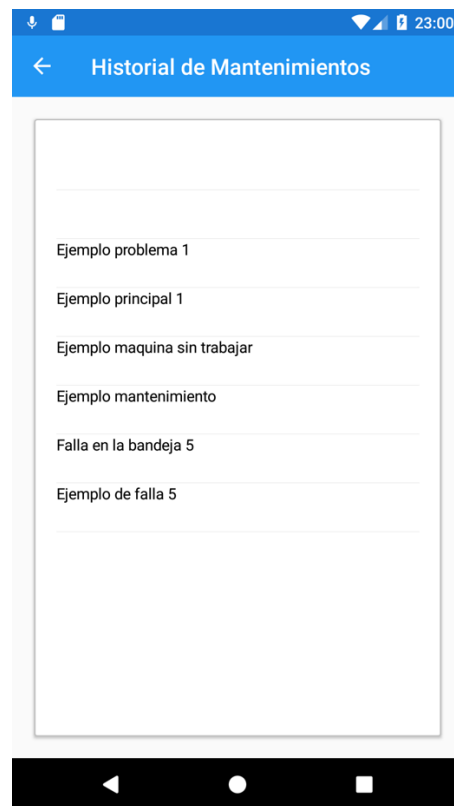 23:00
Historial de Mantenimientos
Ejemplo problema 1
Ejemplo principal 1
Ejemplo maquina sin trabajar
Ejemplo mantenimiento
Falla en la bandeja 5
Ejemplo de falla 5